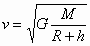 v = √(G M/(R + h))